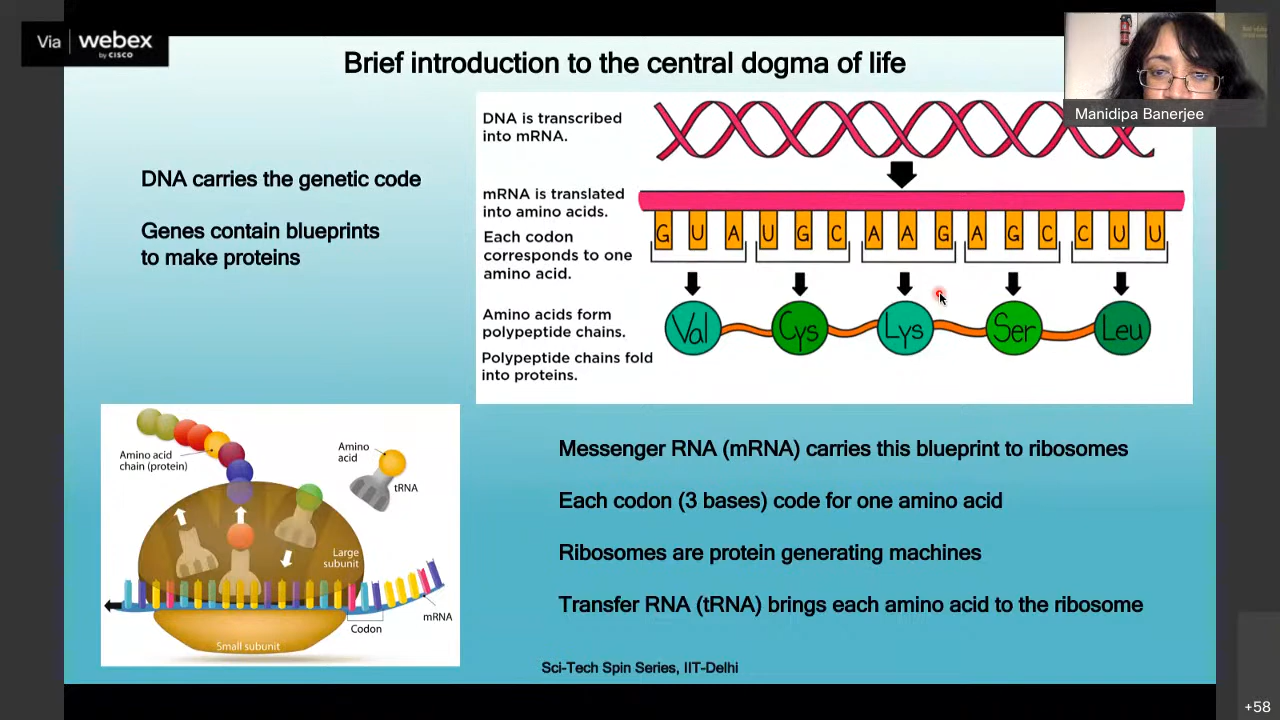 Via webex
by CISCO
Brief introduction to the central dogma of life
Manidipa Banerjee
DNA carries the genetic code
Genes contain blueprints
to make proteins
DNA is transcribed
into mRNA.
mRNA is translated
into amino acids.
Each codon
corresponds to one
amino acid.
Amino acids form
polypeptide chains.
Polypeptide chains fold
into proteins.
G U A U G C A A G A G C C U U
Val Cys Lys Ser Leu
Amino acid
chain (protein)
Amino
acid
tRNA
Large
subunit
mRNA
Codon
Small subunit
Messenger RNA (mRNA) carries this blueprint to ribosomes
Each codon (3 bases) code for one amino acid
Ribosomes are protein generating machines
Transfer RNA (tRNA) brings each amino acid to the ribosome
Sci-Tech Spin Series, IIT-Delhi
+58